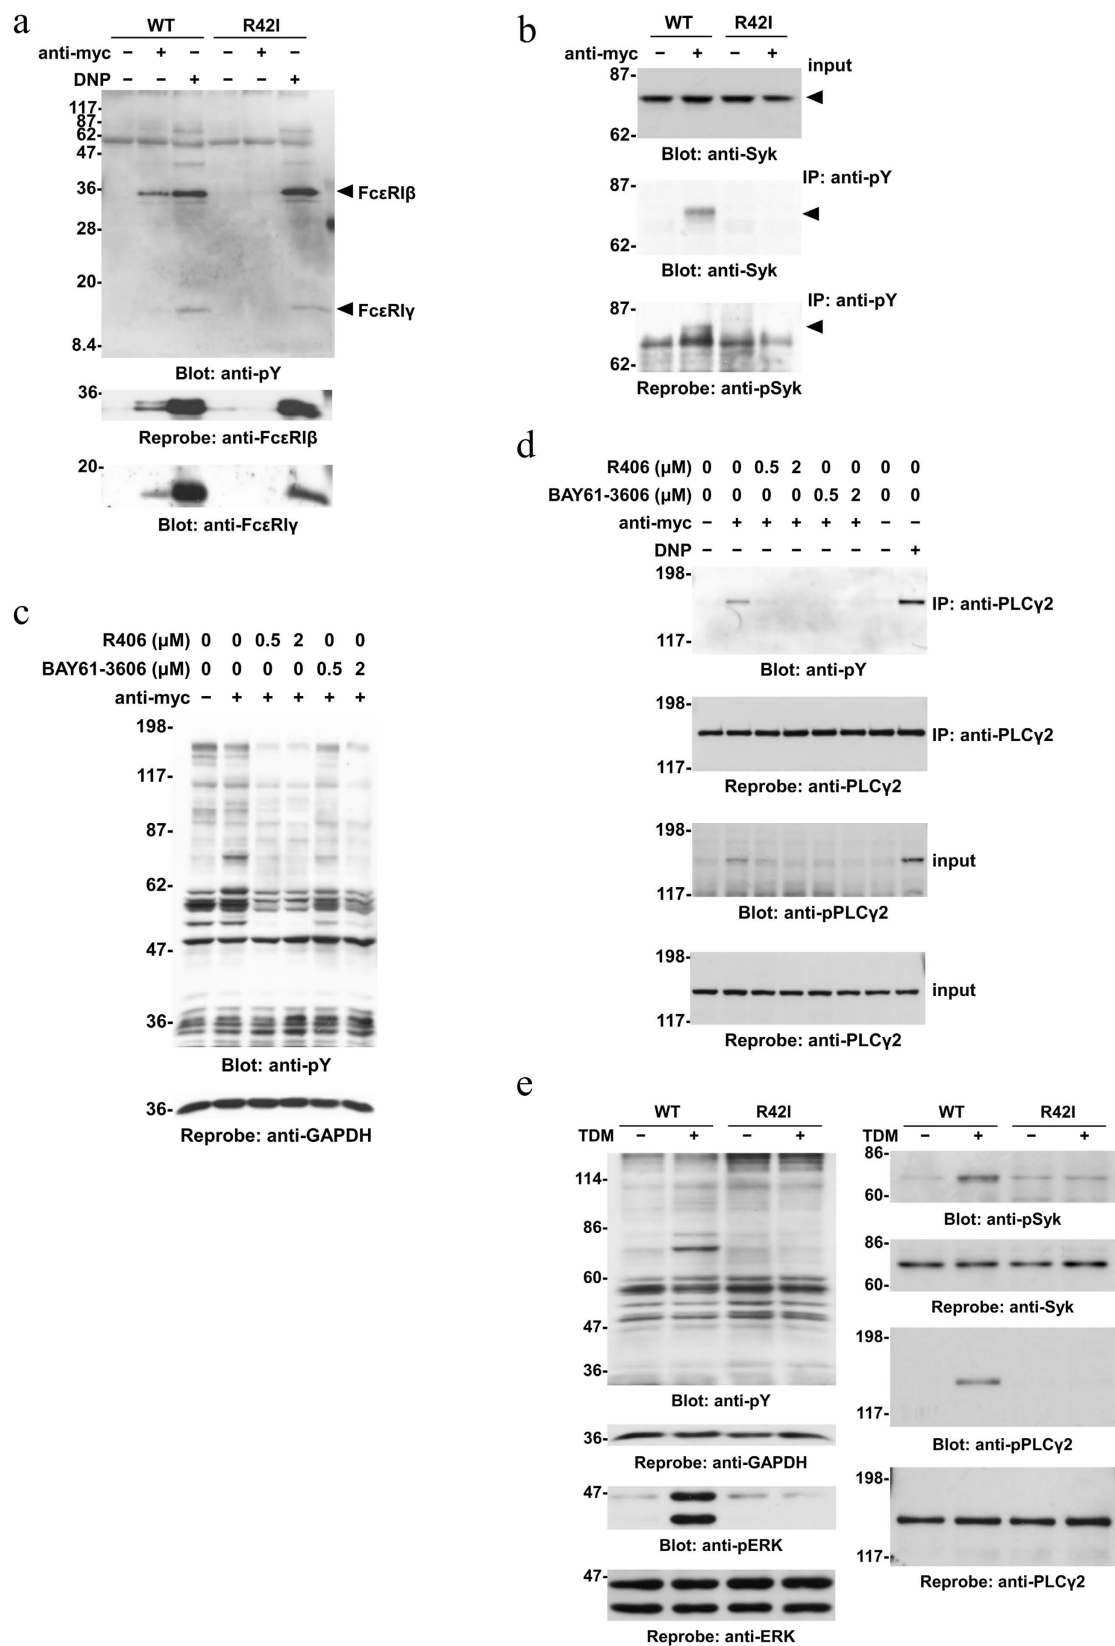 a
WT R42I
anti-myc – + – – + –
DNP – – + – – +
117-
87-
62-
47-
36-
28-
20-
8.4-
FcεRIβ
FcεRIγ
Blot: anti-pY
36-
Reprobe: anti-FcεRIβ
20-
Blot: anti-FcεRIγ
b
WT R42I
anti-myc – + – +
input
87-
62-
Blot: anti-Syk
IP: anti-pY
87-
62-
Blot: anti-Syk
IP: anti-pY
87-
62-
Reprobe: anti-pSyk
c
R406 (μM) 0 0 0.5 2 0 0
BAY61-3606 (μM) 0 0 0 0 0.5 2
anti-myc – + + + + +
198-
117-
87-
62-
47-
36-
Blot: anti-pY
36-
Reprobe: anti-GAPDH
d
R406 (μM) 0 0 0.5 2 0 0 0 0
BAY61-3606 (μM) 0 0 0 0 0.5 2 0 0
anti-myc – + + + + + – –
DNP – – – – – – – +
198-
IP: anti-PLCγ2
117-
Blot: anti-pY
198-
IP: anti-PLCγ2
117-
Reprobe: anti-PLCγ2
198-
input
117-
Blot: anti-pPLCγ2
198-
input
117-
Reprobe: anti-PLCγ2
e
WT R42I
TDM – + – +
114-
86-
60-
47-
36-
Blot: anti-pY
36-
Reprobe: anti-GAPDH
47-
Blot: anti-pERK
47-
Reprobe: anti-ERK
WT R42I
TDM – + – +
86-
60-
Blot: anti-pSyk
86-
60-
Reprobe: anti-Syk
198-
117-
Blot: anti-pPLCγ2
198-
117-
Reprobe: anti-PLCγ2